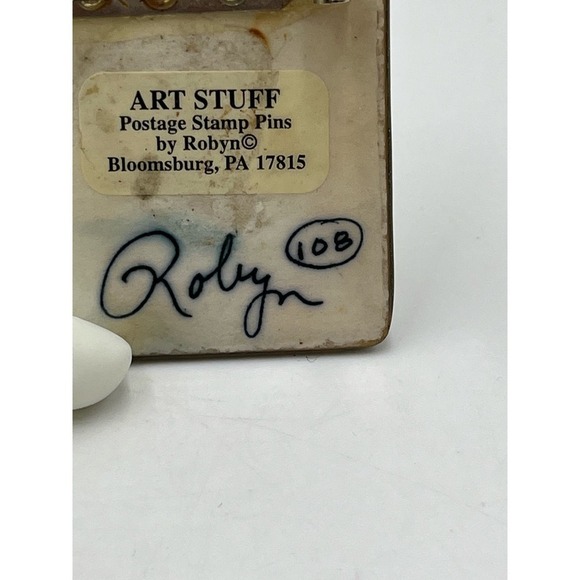 ART STUFF
Postage Stamp Pins
by Robyn©
Bloomsburg, PA 17815
Robyn 108